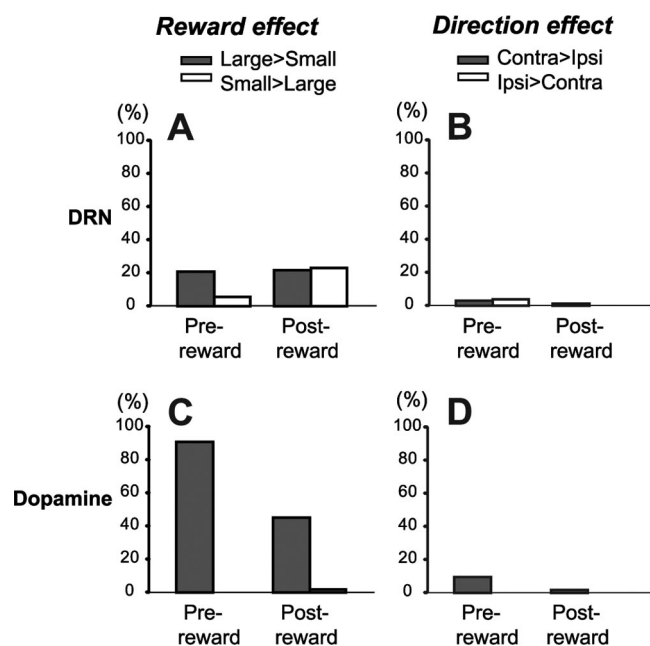 Reward effect
Large>Small
Small>Large
Direction effect
Contra>Ipsi
Ipsi>Contra
DRN
(%)
A
100
80
60
40
20
0
Pre-
reward
Post-
reward
(%)
B
100
80
60
40
20
0
Pre-
reward
Post-
reward
Dopamine
(%)
C
100
80
60
40
20
0
Pre-
reward
Post-
reward
(%)
D
100
80
60
40
20
0
Pre-
reward
Post-
reward